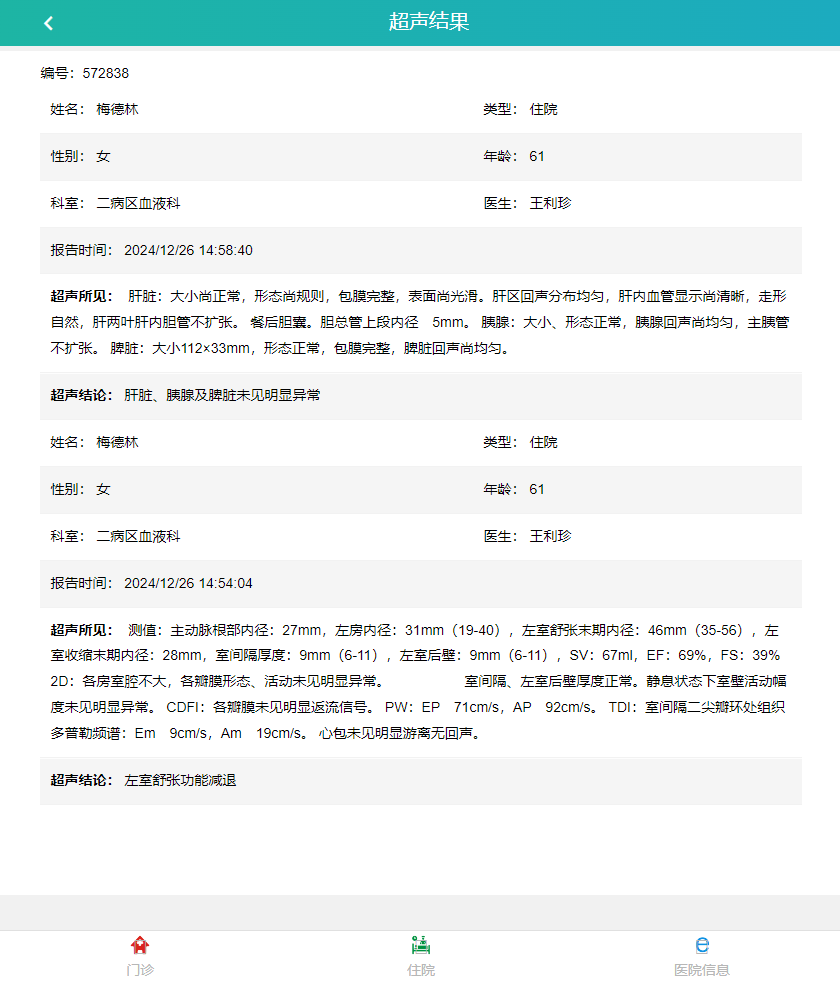 超声结果
编号：572838
姓名： 梅德林 类型： 住院
性别： 女 年龄： 61
科室： 二病区血液科 医生： 王利珍
报告时间： 2024/12/26 14:58:40
超声所见： 肝脏：大小尚正常，形态尚规则，包膜完整，表面尚光滑。肝区回声分布均匀，肝内血管显示尚清晰，走形
自然，肝两叶肝内胆管不扩张。 餐后胆囊。胆总管上段内径 5mm。 胰腺：大小、形态正常，胰腺回声尚均匀，主胰管
不扩张。 脾脏：大小112×33mm，形态正常，包膜完整，脾脏回声尚均匀。
超声结论： 肝脏、胰腺及脾脏未见明显异常
姓名： 梅德林 类型： 住院
性别： 女 年龄： 61
科室： 二病区血液科 医生： 王利珍
报告时间： 2024/12/26 14:54:04
超声所见： 测值：主动脉根部内径：27mm，左房内径：31mm（19-40），左室舒张末期内径：46mm（35-56），左
室收缩末期内径：28mm，室间隔厚度：9mm（6-11），左室后壁：9mm（6-11），SV：67ml，EF：69%，FS：39%
2D：各房室腔不大，各瓣膜形态、活动未见明显异常。 室间隔、左室后壁厚度正常。静息状态下室壁活动幅
度未见明显异常。 CDFI：各瓣膜未见明显返流信号。 PW：EP 71cm/s，AP 92cm/s。 TDI：室间隔二尖瓣环处组织
多普勒频谱：Em 9cm/s，Am 19cm/s。 心包未见明显游离无回声。
超声结论： 左室舒张功能减退
门诊 住院 医院信息